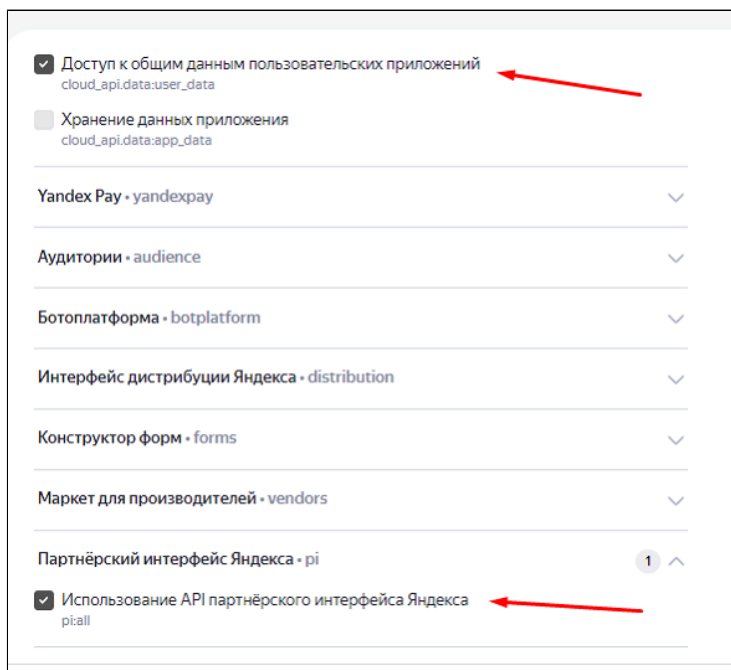 Доступ к общим данным пользовательских приложений
cloud_api.data:user_data
Хранение данных приложения
cloud_api.data:app_data
Yandex Pay • yandexpay
Аудитории • audience
Ботоплатформа • botplatform
Интерфейс дистрибуции Яндекса • distribution
Конструктор форм • forms
Маркет для производителей • vendors
Партнёрский интерфейс Яндекса • pi 1
Использование API партнёрского интерфейса Яндекса
pi:all